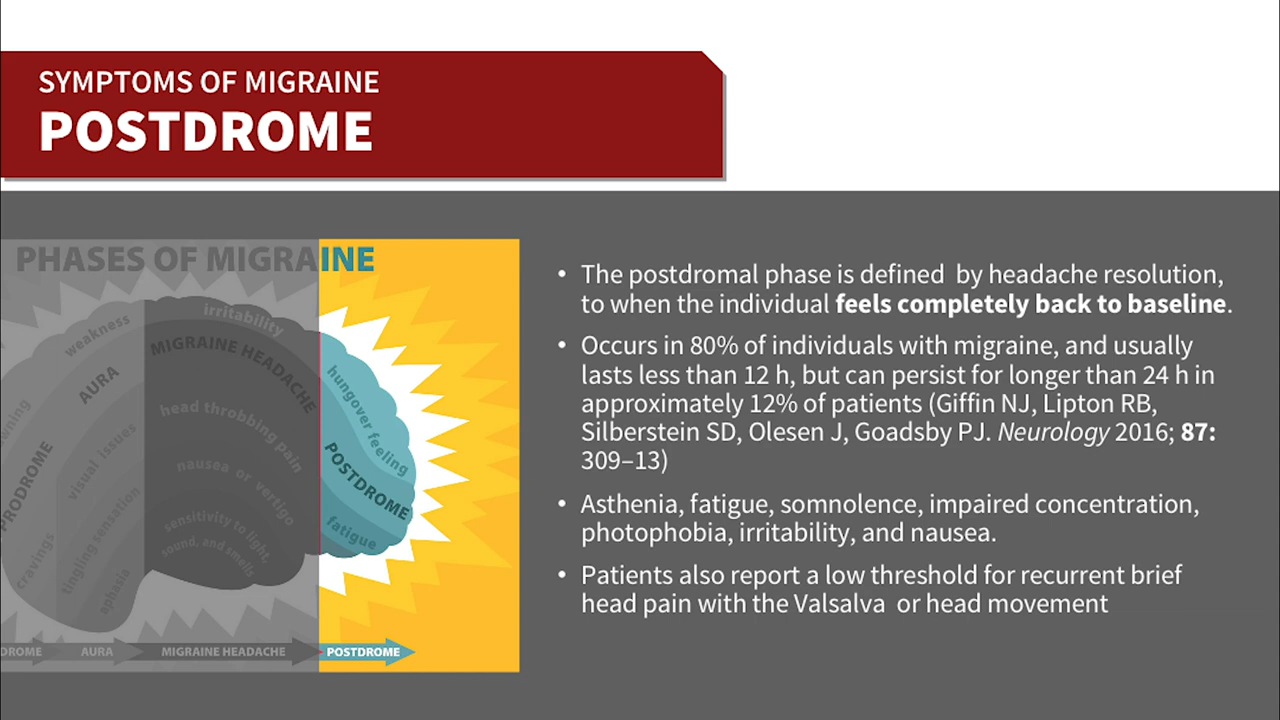 SYMPTOMS OF MIGRAINE
POSTDROME
PHASES OF MIGRAINE
weakness
AURA
visual issues
tingling sensation
aphasia
PRODROME
cravings
irritability
MIGRAINE HEADACHE
head throbbing pain
nausea or vertigo
sensitivity to light,
sound, and smells
hungover feeling
POSTDROME
fatigue
DROME
AURA
MIGRAINE HEADACHE
POSTDROME
• The postdromal phase is defined by headache resolution,
to when the individual feels completely back to baseline.
• Occurs in 80% of individuals with migraine, and usually
lasts less than 12 h, but can persist for longer than 24 h in
approximately 12% of patients (Giffin NJ, Lipton RB,
Silberstein SD, Olesen J, Goadsby PJ. Neurology 2016; 87:
309–13)
• Asthenia, fatigue, somnolence, impaired concentration,
photophobia, irritability, and nausea.
• Patients also report a low threshold for recurrent brief
head pain with the Valsalva or head movement